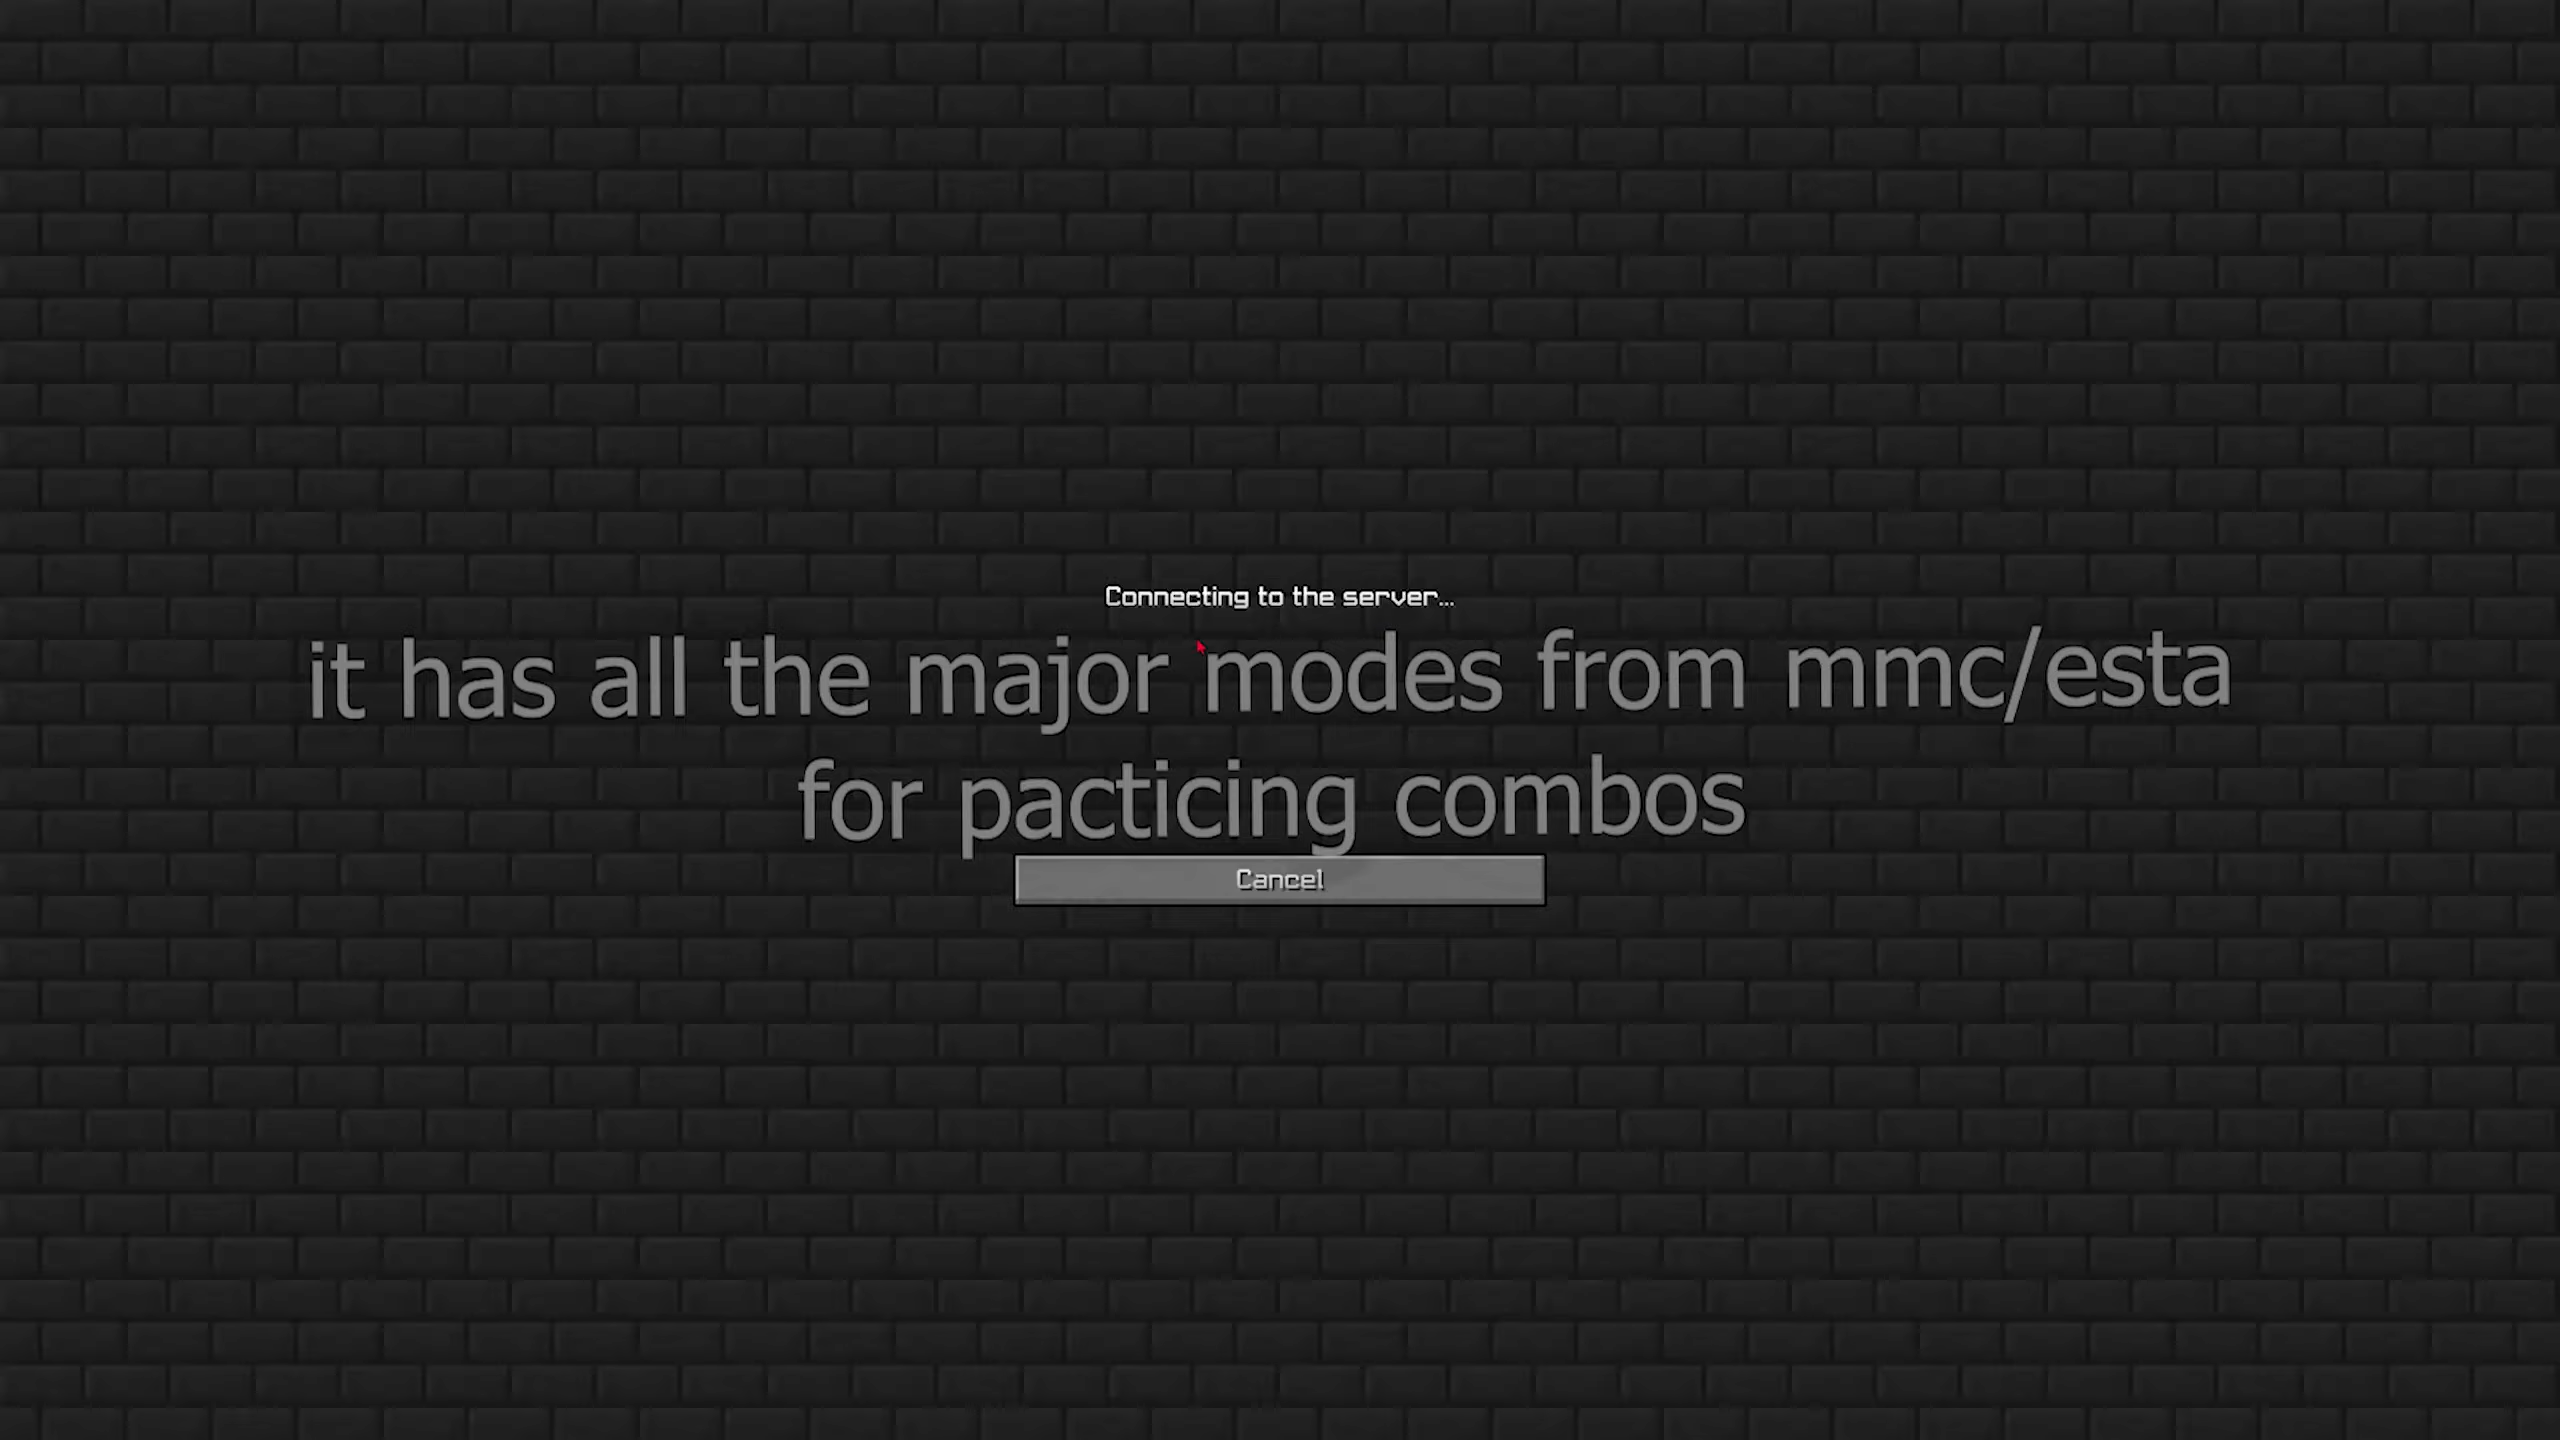 Connecting to the server...
it has all the major modes from mmc/esta
for pacticing combos
Cancel